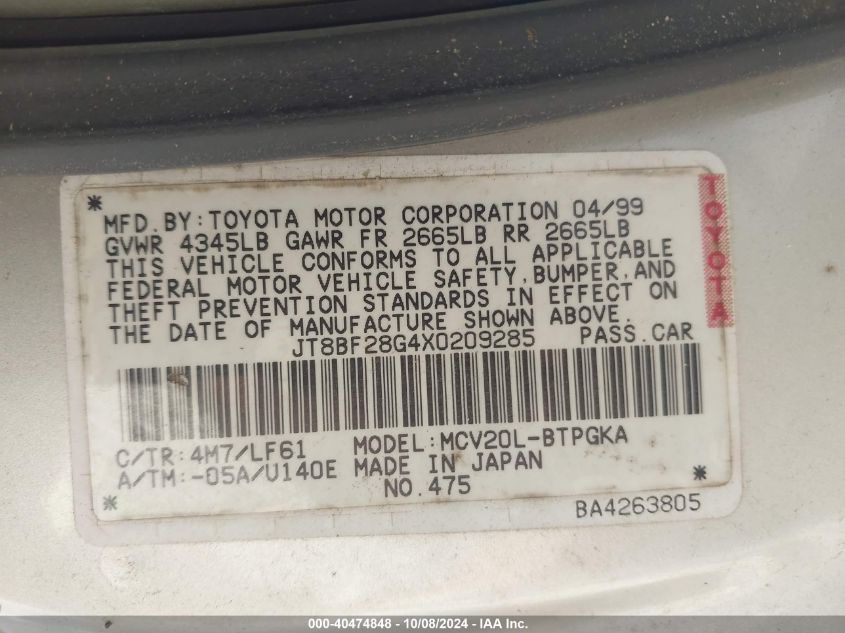 MFD.BY:TOYOTA MOTOR CORPORATION 04/99
GVWR 4345LB GAWR FR 2665LB RR 2665LB
THIS VEHICLE CONFORMS TO ALL APPLICABLE
FEDERAL MOTOR VEHICLE SAFETY,BUMPER,AND
THEFT PREVENTION STANDARDS IN EFFECT ON
THE DATE OF MANUFACTURE SHOWN ABOVE.
JT8BF28G4X0209285 PASS.CAR
C/TR:4M7/LF61 MODEL:MCV20L-BTPGKA
A/TM:-05A/U140E MADE IN JAPAN
NO.475
BA4263805
TOYOTA
000-40474848 - 10/08/2024 - IAA Inc.